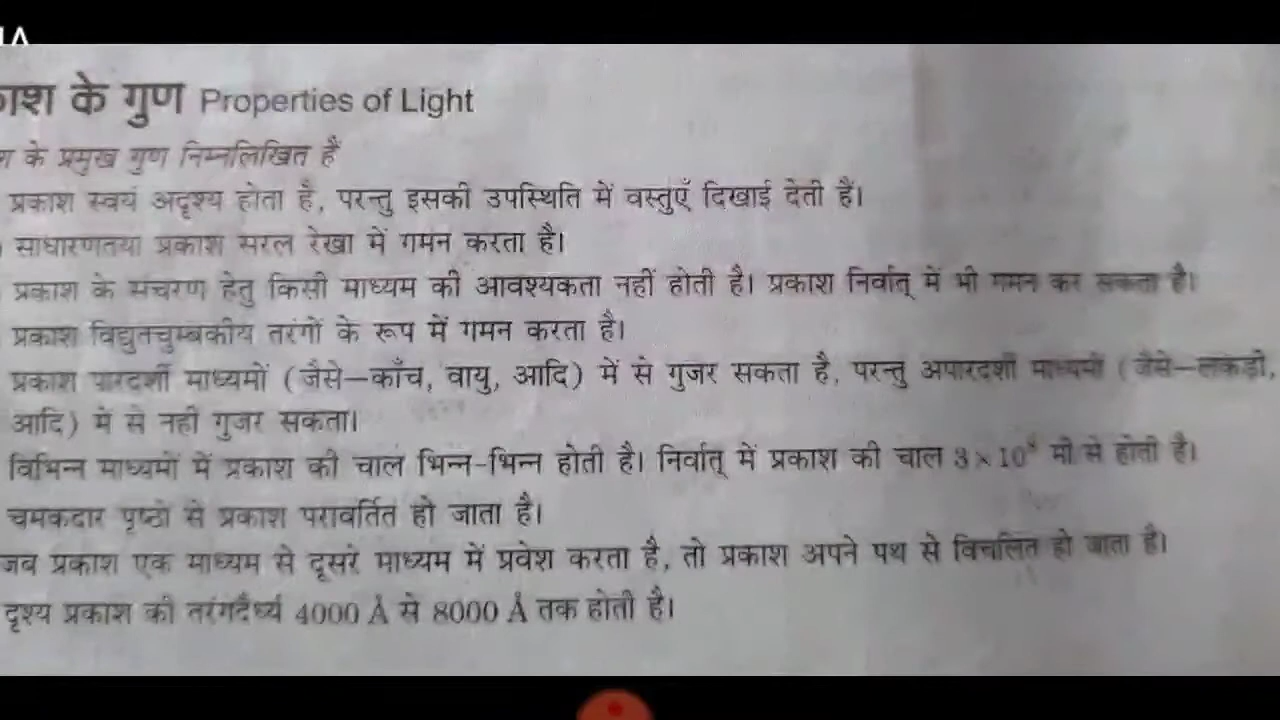 के गुण Properties of Light
के प्रमुख गुण निम्नलिखित हैं
प्रकाश स्वयं अदृश्य होता है, परन्तु इसकी उपस्थिति में वस्तुएँ दिखाई देती हैं।
साधारणतया प्रकाश सरल रेखा में गमन करता है।
प्रकाश के संचरण हेतु किसी माध्यम की आवश्यकता नहीं होती है। प्रकाश निर्वात् में भी गमन कर सकता है।
प्रकाश विद्युतचुम्बकीय तरंगों के रूप में गमन करता है।
प्रकाश पारदर्शी माध्यमों (जैसे—काँच, वायु, आदि) में से गुजर सकता है, परन्तु अपारदर्शी माध्यमों (जैसे—लकड़ी,
आदि) में से नहीं गुजर सकता।
विभिन्न माध्यमों में प्रकाश की चाल भिन्न-भिन्न होती है। निर्वात् में प्रकाश की चाल 3×10⁸ मी से होती है।
चमकदार पृष्ठों से प्रकाश परावर्तित हो जाता है।
जब प्रकाश एक माध्यम से दूसरे माध्यम में प्रवेश करता है, तो प्रकाश अपने पथ से विचलित हो जाता है।
दृश्य प्रकाश की तरंगदैर्ध्य 4000 Å से 8000 Å तक होती है।